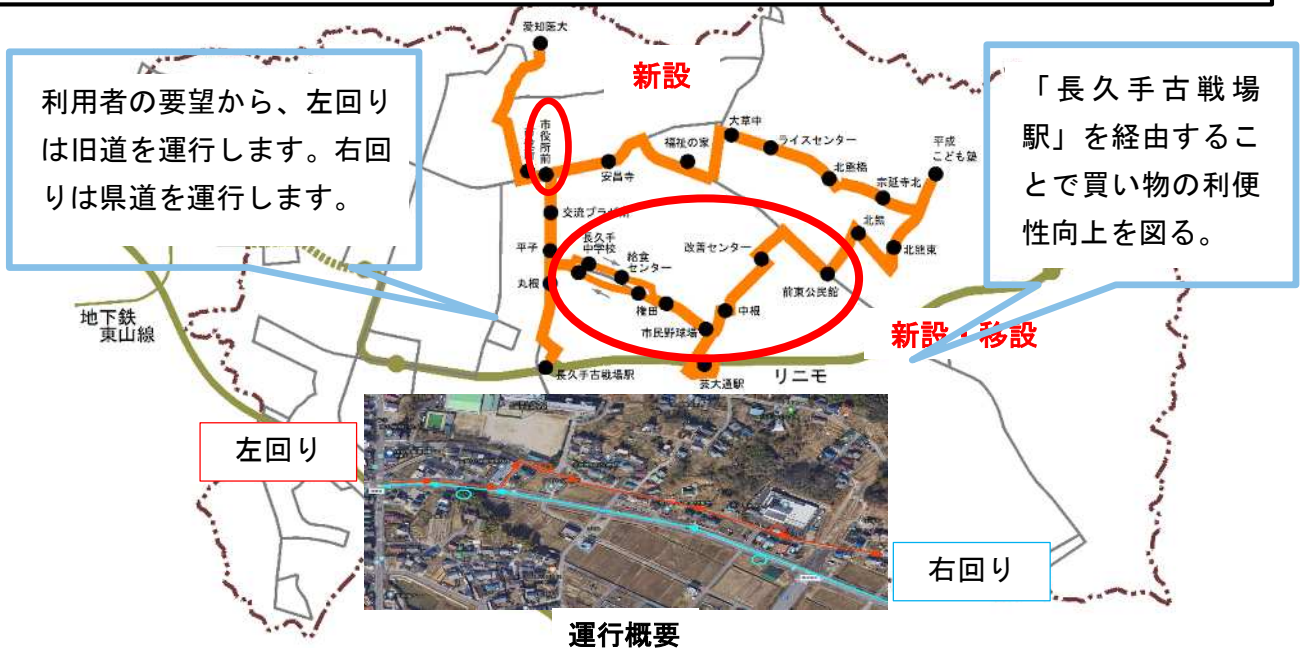 愛知医大
新設
利用者の要望から、左回り
は旧道を運行します。右回
りは県道を運行します。
「長久手古戦場
駅」を経由するこ
とで買い物の利便
性向上を図る。
市役所前
大草中
ライスセンター
平成
こども塾
福祉の家
安昌寺
北熊橋
宗延寺北
交流プラザ前
長久手
中学校
平子
給食
センター
改善センター
北熊
北熊東
丸根
前東公民館
権田
中根
市民野球場
地下鉄
東山線
新設・移設
長久手古戦場駅
芸大通駅
リニモ
左回り
右回り
運行概要